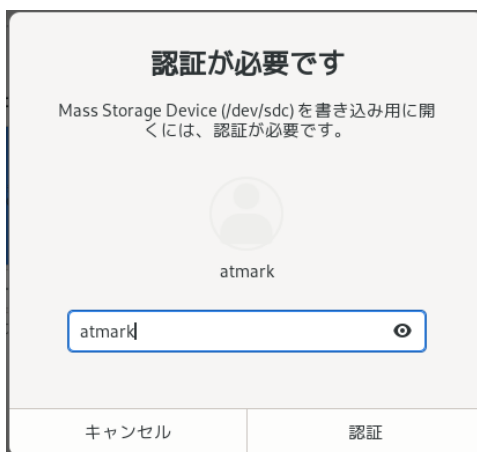 認証が必要です
Mass Storage Device (/dev/sdc) を書き込み用に開
くには、認証が必要です。
atmark
atmark
キャンセル
認証